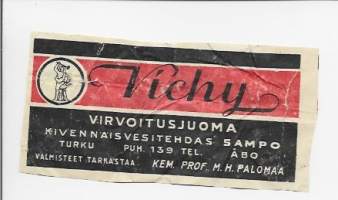 Vichy
VIRVOITUSJUOMA
KIVENNÄISVESITEHDAS SAMPO
TURKU PUH. 139 TEL. ÅBO
VALMISTEET TARKASTAA KEM. PROF. M. H. PALOMAA